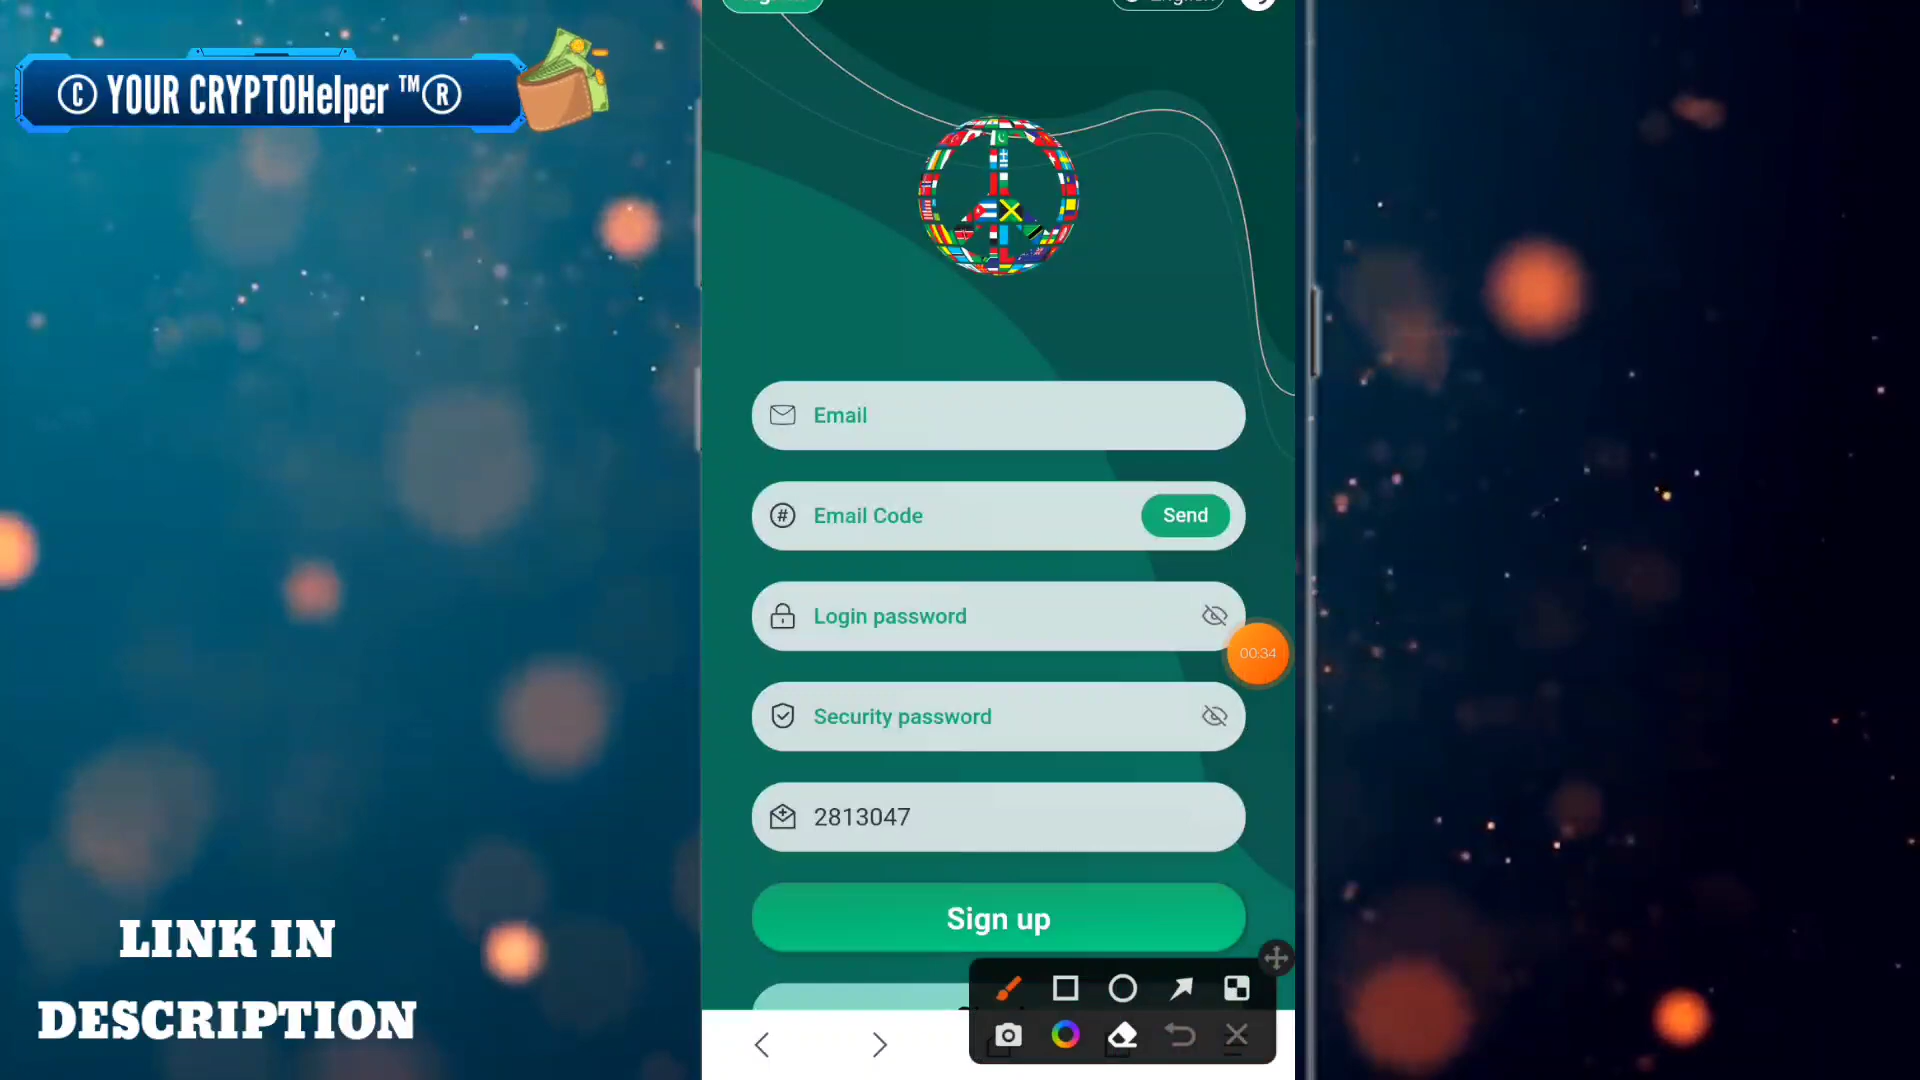 © YOUR CRYPTOHelper ™®
English
Email
Email Code
Send
Login password
00:34
Security password
2813047
Sign up
LINK IN
DESCRIPTION